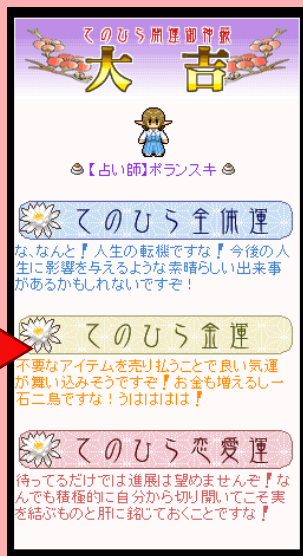 てのひら開運御神籤
大吉
【占い師】ボランスキ
てのひら全体運
な、なんと!人生の転機ですな!今後の人
生に影響を与えるような素晴らしい出来事
があるかもしれないですぞ!
てのひら金運
不要なアイテムを売り払うことで良い気運
が舞い込みそうですぞ!お金も増えるし一
石二鳥ですな!うはははは!
てのひら恋愛運
待ってるだけでは進展は望めませんぞ!な
んでも積極的に自分から切り開いてこそ実
を結ぶものと肝に銘じておくことですな!